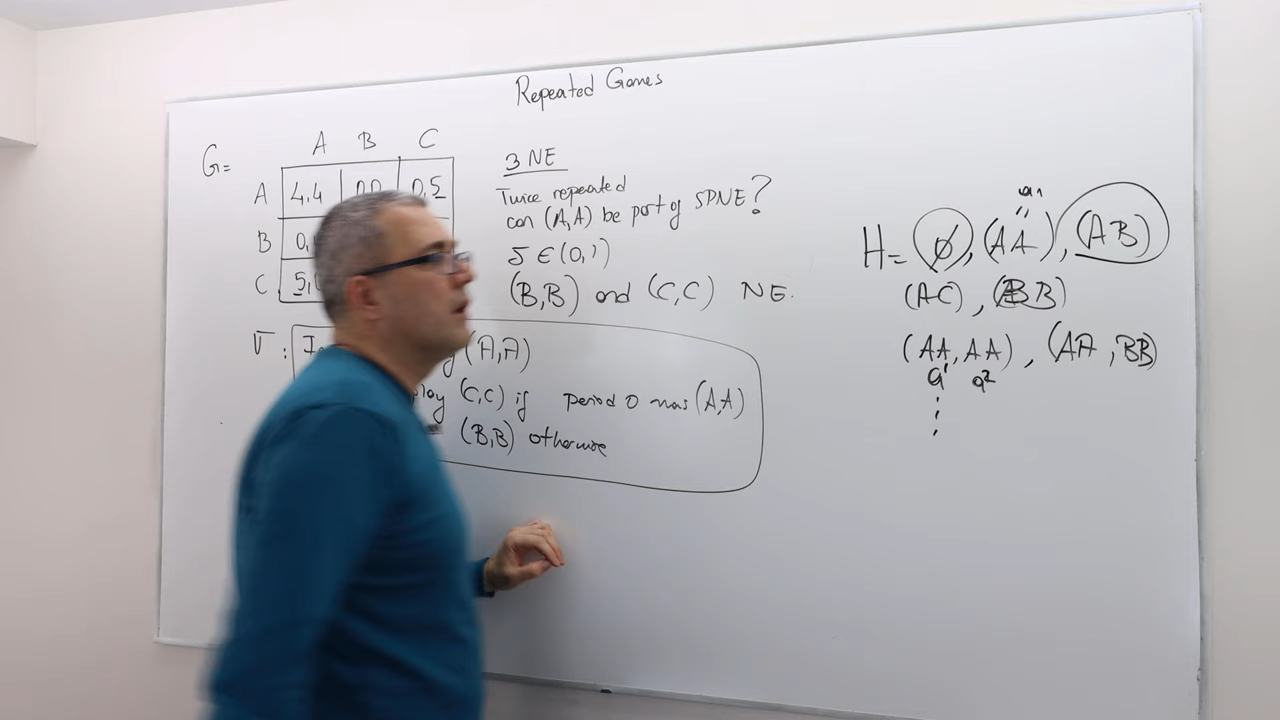 Repeated Games
G=
A B C
A 4,4 0,0 0,5
B 0,
C 5,
3 NE
Twice repeated
can (A,A) be part of SPNE?
δ ∈ (0,1)
(B,B) and (C,C) NE.
(A,A)
play (C,C) if period 0 was (A,A)
(B,B) otherwise
a¹
"
H= ∅, (AA), (AB)
(AC), (BB)
(AA, AA), (AA, BB)
a¹ a²